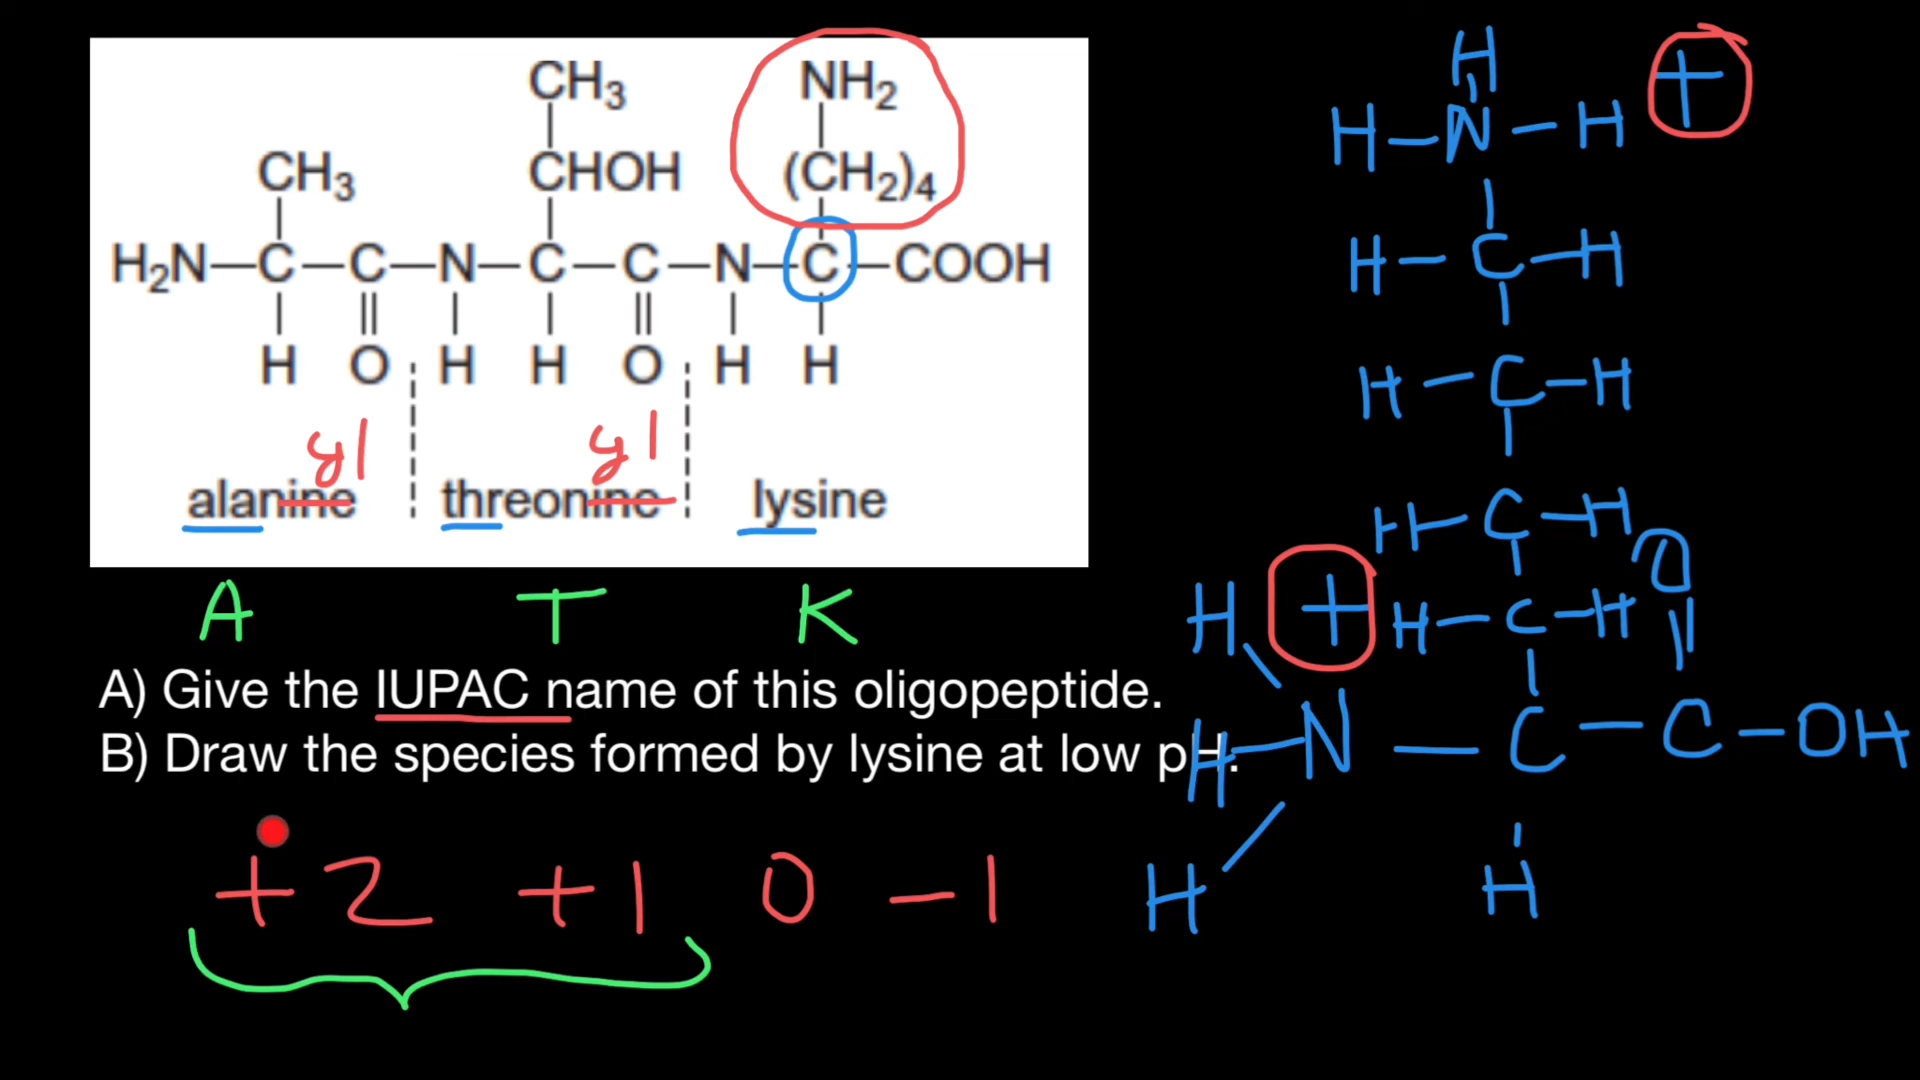 CH3 NH2
CH3 CHOH (CH2)4
H2N—C—C—N—C—C—N—C—COOH
H O H H O H H
yl yl
alanine threonine lysine
A T K
A) Give the IUPAC name of this oligopeptide.
B) Draw the species formed by lysine at low pH.
+2 +1 0 -1
H +
H—N—H
H—C—H
H—C—H
H—C—H O
H + H—C—H
H—N—C—C—OH
H H